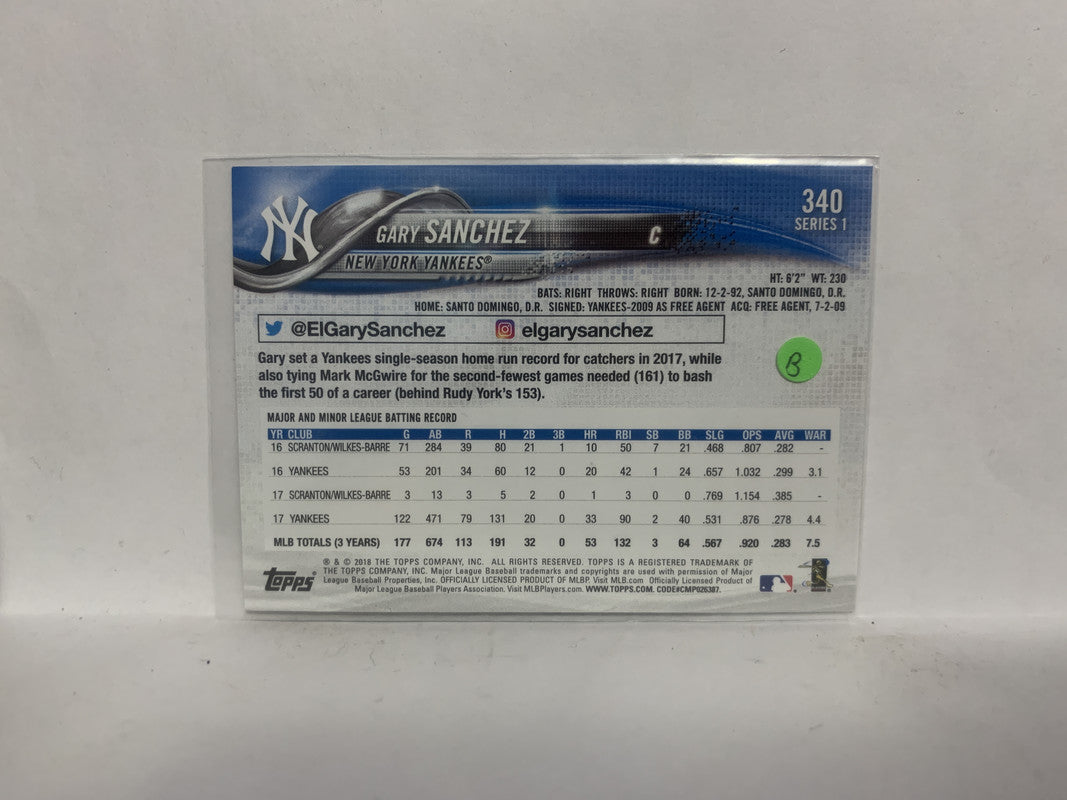 NY
340
SERIES 1
GARY SANCHEZ C
NEW YORK YANKEES®
HT: 6'2" WT: 230
BATS: RIGHT THROWS: RIGHT BORN: 12-2-92, SANTO DOMINGO, D.R.
HOME: SANTO DOMINGO, D.R. SIGNED: YANKEES-2009 AS FREE AGENT ACQ: FREE AGENT, 7-2-09
@ElGarySanchez elgarysanchez
Gary set a Yankees single-season home run record for catchers in 2017, while
also tying Mark McGwire for the second-fewest games needed (161) to bash
the first 50 of a career (behind Rudy York's 153).
B
MAJOR AND MINOR LEAGUE BATTING RECORD
YR CLUB G AB R H 2B 3B HR RBI SB BB SLG OPS AVG WAR
16 SCRANTON/WILKES-BARRE 71 284 39 80 21 1 10 50 7 21 .468 .807 .282 -
16 YANKEES 53 201 34 60 12 0 20 42 1 24 .657 1.032 .299 3.1
17 SCRANTON/WILKES-BARRE 3 13 3 5 2 0 1 3 0 0 .769 1.154 .385 -
17 YANKEES 122 471 79 131 20 0 33 90 2 40 .531 .876 .278 4.4
MLB TOTALS (3 YEARS) 177 674 113 191 32 0 53 132 3 64 .567 .920 .283 7.5
Topps®
® & © 2018 THE TOPPS COMPANY, INC. ALL RIGHTS RESERVED. TOPPS IS A REGISTERED TRADEMARK OF
THE TOPPS COMPANY, INC. Major League Baseball trademarks and copyrights are used with permission of Major
League Baseball Properties, Inc. OFFICIALLY LICENSED PRODUCT OF MLBP. Visit MLB.com Officially Licensed Product of
Major League Baseball Players Association. Visit MLBPlayers.com. WWW.TOPPS.COM. CODE#CMP026387.